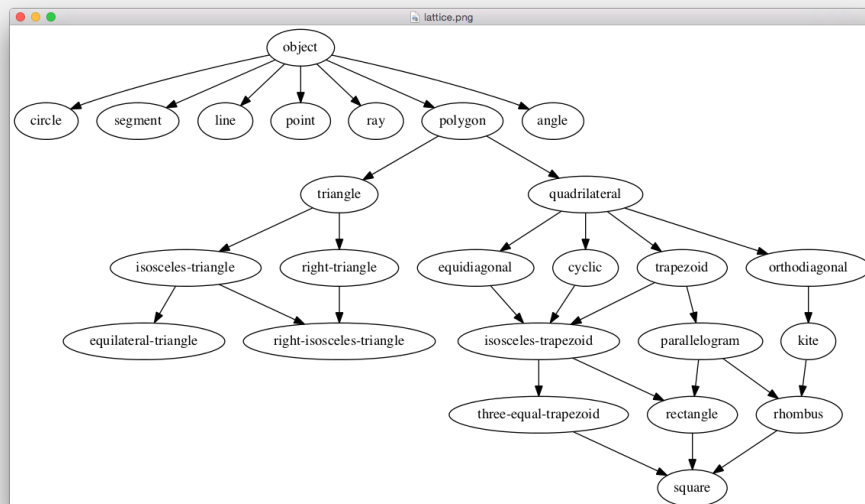 lattice.png
object
circle
segment
line
point
ray
polygon
angle
triangle
quadrilateral
isosceles-triangle
right-triangle
equidiagonal
cyclic
trapezoid
orthodiagonal
equilateral-triangle
right-isosceles-triangle
isosceles-trapezoid
parallelogram
kite
three-equal-trapezoid
rectangle
rhombus
square